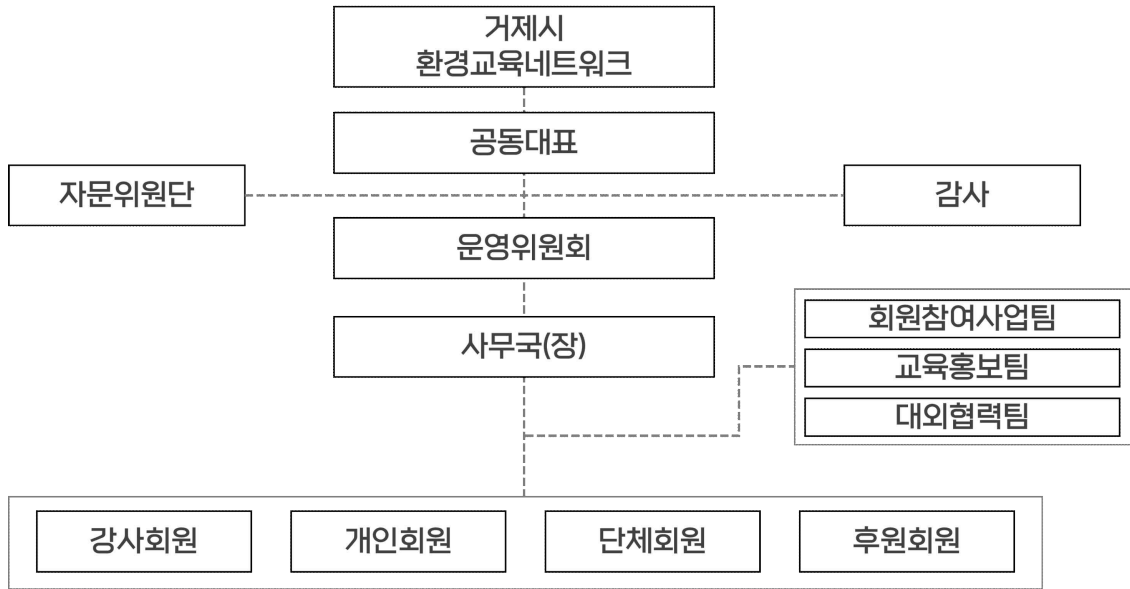 거제시
환경교육네트워크
공동대표
자문위원단
감사
운영위원회
사무국(장)
회원참여사업팀
교육홍보팀
대외협력팀
강사회원
개인회원
단체회원
후원회원